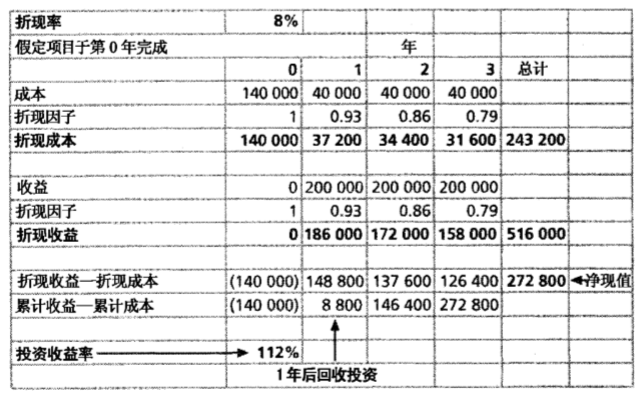 折现率 8%
假定项目于第0年完成 年
0 1 2 3 总计
成本 140 000 40 000 40 000 40 000
折现因子 1 0.93 0.86 0.79
折现成本 140 000 37 200 34 400 31 600 243 200
收益 0 200 000 200 000 200 000
折现因子 1 0.93 0.86 0.79
折现收益 0 186 000 172 000 158 000 516 000
折现收益—折现成本 (140 000) 148 800 137 600 126 400 272 800 净现值
累计收益—累计成本 (140 000) 8 800 146 400 272 800
投资收益率 112%
1年后回收投资